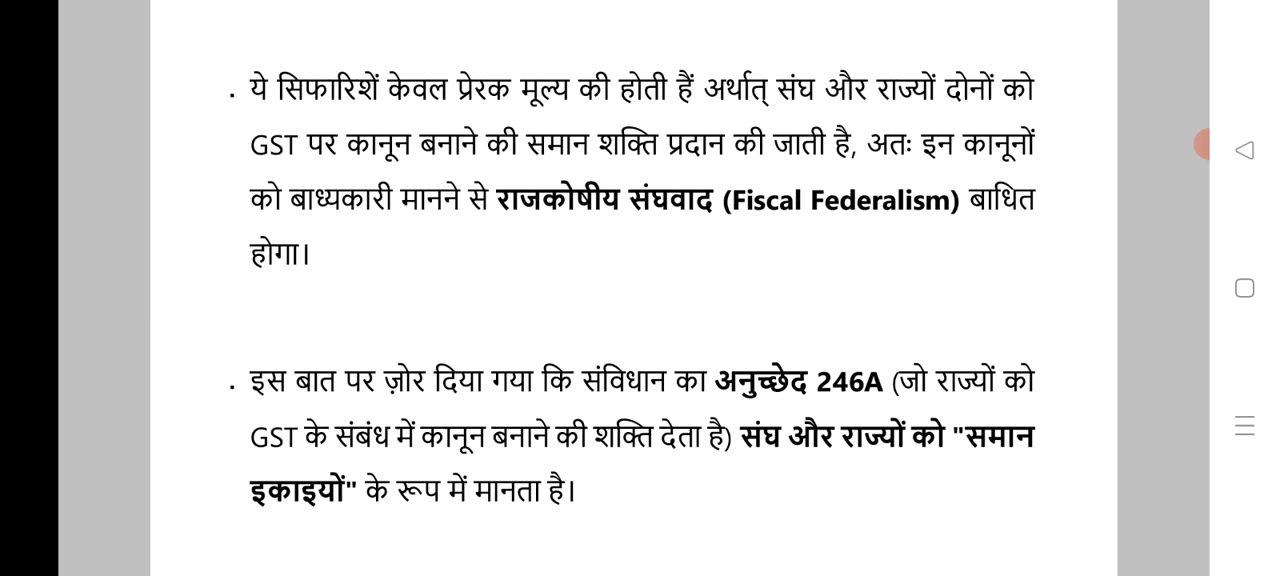 . ये सिफारिशें केवल प्रेरक मूल्य की होती हैं अर्थात् संघ और राज्यों दोनों को
GST पर कानून बनाने की समान शक्ति प्रदान की जाती है, अतः इन कानूनों
को बाध्यकारी मानने से राजकोषीय संघवाद (Fiscal Federalism) बाधित
होगा।
. इस बात पर ज़ोर दिया गया कि संविधान का अनुच्छेद 246A (जो राज्यों को
GST के संबंध में कानून बनाने की शक्ति देता है) संघ और राज्यों को "समान
इकाइयों" के रूप में मानता है।